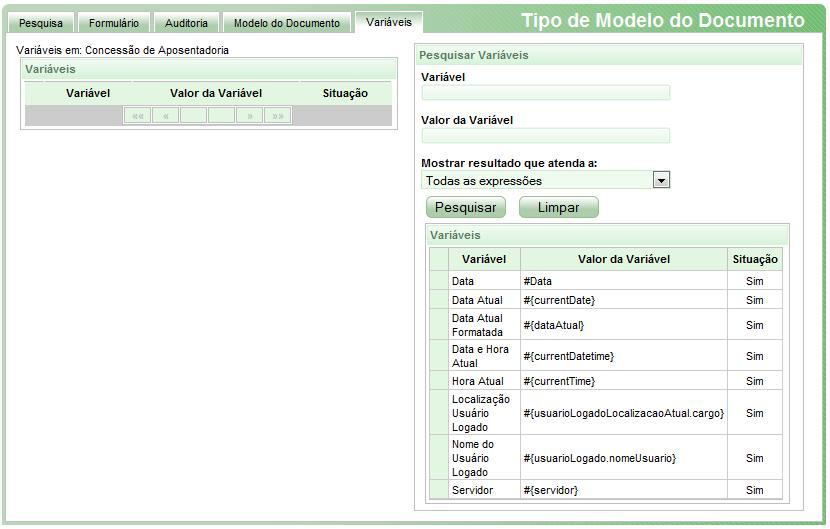 Pesquisa Formulário Auditoria Modelo do Documento Variáveis Tipo de Modelo do Documento
Variáveis em: Concessão de Aposentadoria
Variáveis
Variável Valor da Variável Situação
«« « » »»
Pesquisar Variáveis
Variável
Valor da Variável
Mostrar resultado que atenda a:
Todas as expressões
Pesquisar Limpar
Variáveis
Variável Valor da Variável Situação
Data #Data Sim
Data Atual #{currentDate} Sim
Data Atual
Formatada #{dataAtual} Sim
Data e Hora
Atual #{currentDatetime} Sim
Hora Atual #{currentTime} Sim
Localização
Usuário #{usuarioLogadoLocalizacaoAtual.cargo} Sim
Logado
Nome do
Usuário #{usuarioLogado.nomeUsuario} Sim
Logado
Servidor #{servidor} Sim